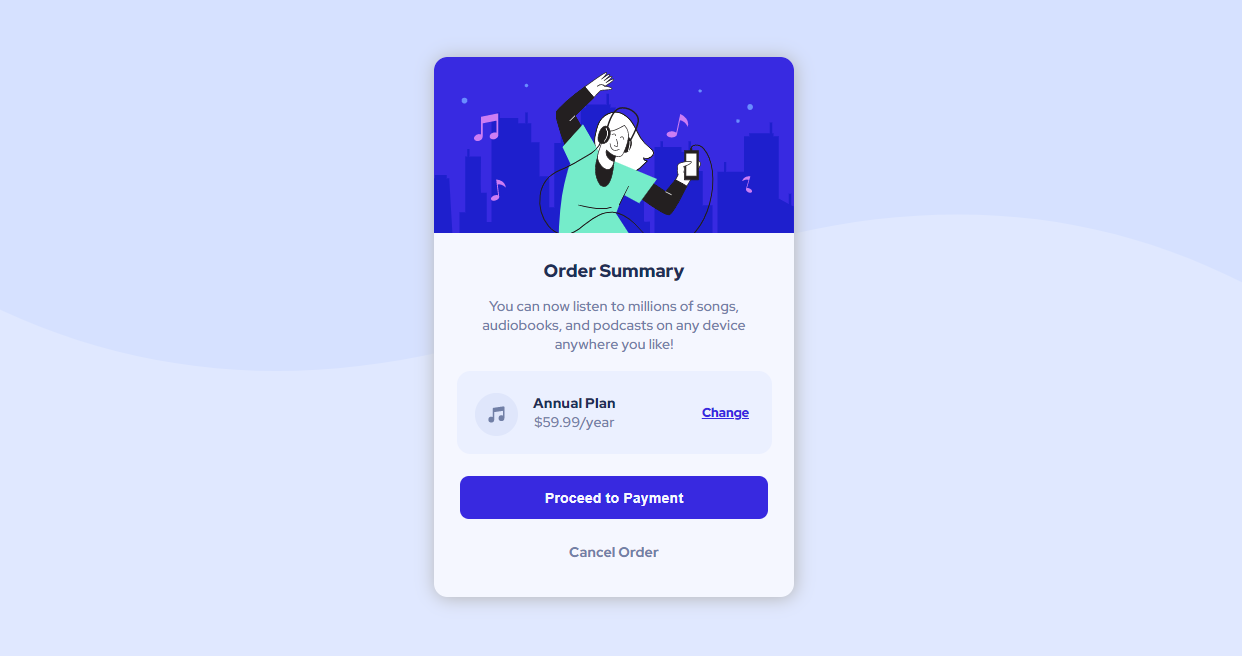 Order Summary
You can now listen to millions of songs,
audiobooks, and podcasts on any device
anywhere you like!
Annual Plan
$59.99/year
Change
Proceed to Payment
Cancel Order